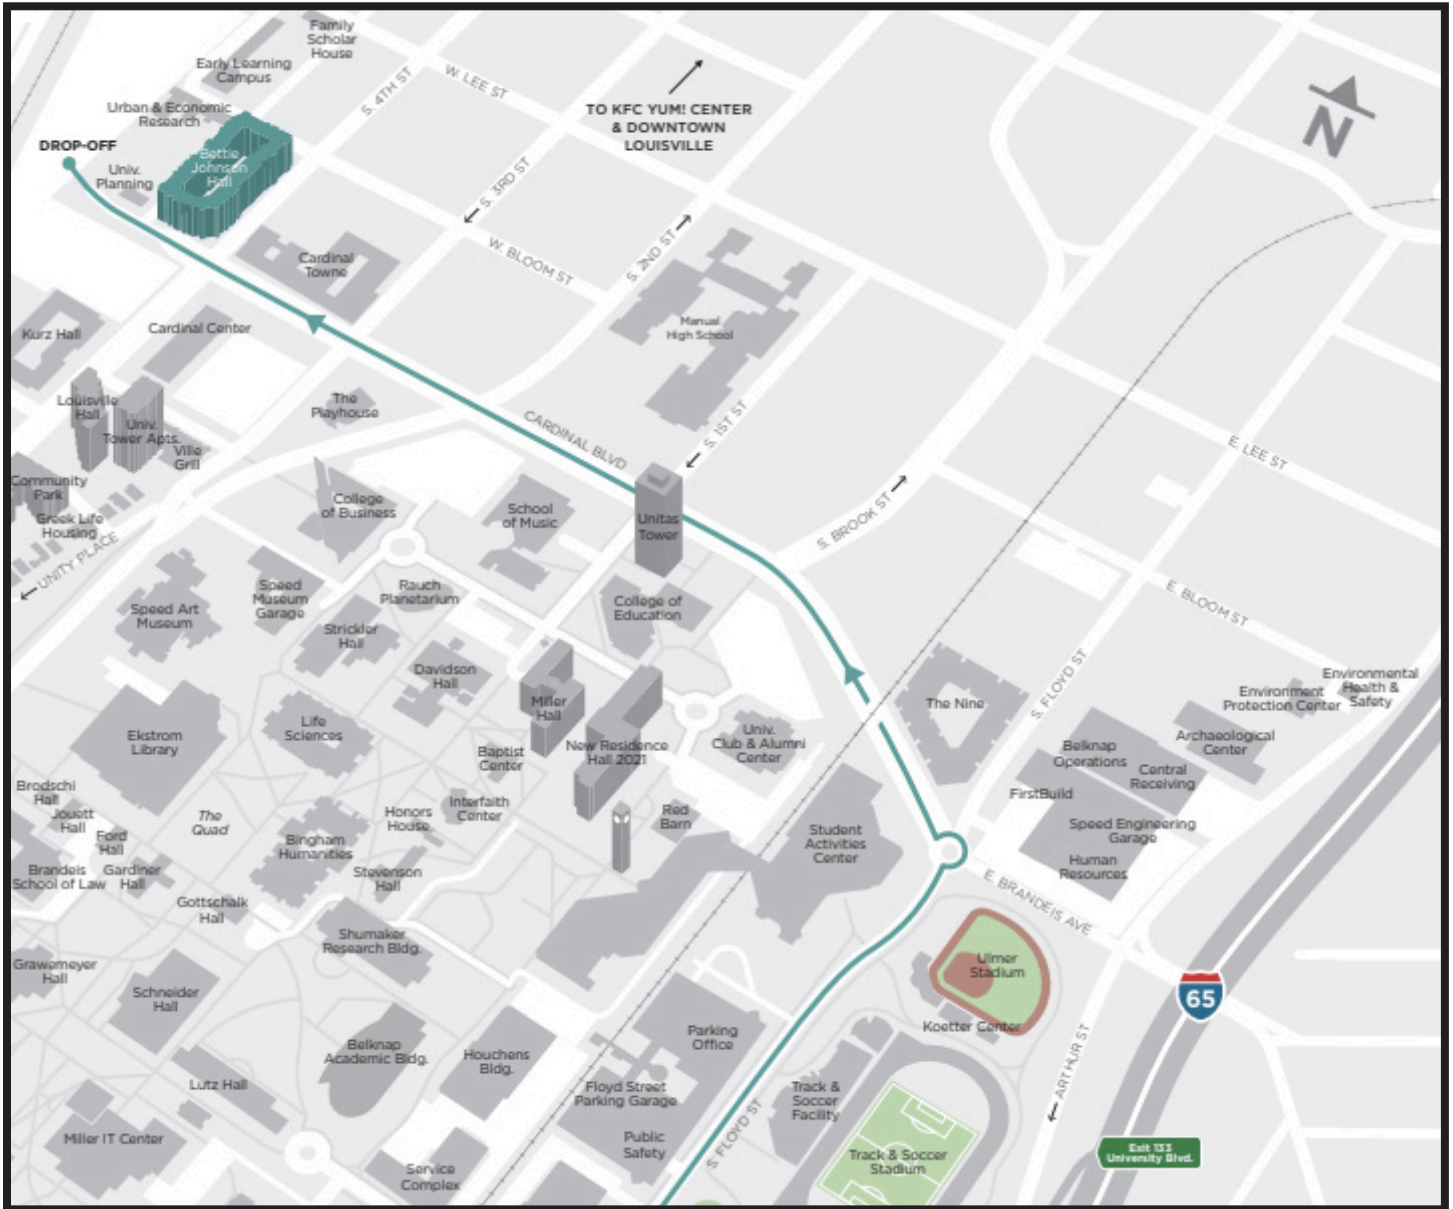 Family
Scholar
House
Early Learning
Campus
W. LEE ST
S. 4TH ST
TO KFC YUM! CENTER
& DOWNTOWN
LOUISVILLE
N
Urban & Economic
Research
DROP-OFF
Bettie
Johnson
Hall
Univ.
Planning
S. 3RD ST
S. 2ND ST
W. BLOOM ST
Cardinal
Towne
Manual
High School
Kurz Hall
Cardinal Center
Louisville
Hall
Univ.
Tower Apts.
Ville
Grill
The
Playhouse
CARDINAL BLVD
S. 1ST ST
E. LEE ST
Community
Park
Greek Life
Housing
UNITY PLACE
College
of Business
School
of Music
Unitas
Tower
S. BROOK ST
E. BLOOM ST
Speed Art
Museum
Speed
Museum
Garage
Rauch
Planetarium
Strickler
Hall
College of
Education
Davidson
Hall
Miller
Hall
S. FLOYD ST
The Nine
Environmental
Health &
Safety
Environment
Protection Center
Archaeological
Center
Belknap
Operations
Central
Receiving
FirstBuild
Speed Engineering
Garage
Human
Resources
Ekstrom
Library
Life
Sciences
Baptist
Center
New Residence
Hall 2021
Univ.
Club & Alumni
Center
Brodschi
Hall
Jouett
Hall
Ford
Hall
The
Quad
Honors
House
Interfaith
Center
Red
Barn
Student
Activities
Center
Bingham
Humanities
Brandeis
School of Law
Gardiner
Hall
Stevenson
Hall
Gottschalk
Hall
E. BRANDEIS AVE
Shumaker
Research Bldg.
Grawemeyer
Hall
Schneider
Hall
Ulmer
Stadium
65
Koetter Center
Parking
Office
Belknap
Academic Bldg.
Houchens
Bldg.
Lutz Hall
Floyd Street
Parking Garage
Track &
Soccer
Facility
ARTHUR ST
S. FLOYD ST
Miller IT Center
Public
Safety
Service
Complex
Track & Soccer
Stadium
Exit 133
University Blvd.